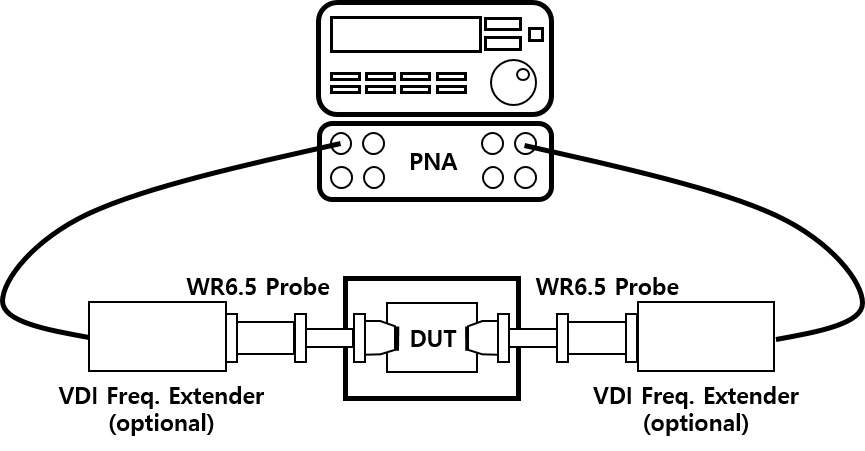 PNA
WR6.5 Probe
WR6.5 Probe
DUT
VDI Freq. Extender
(optional)
VDI Freq. Extender
(optional)